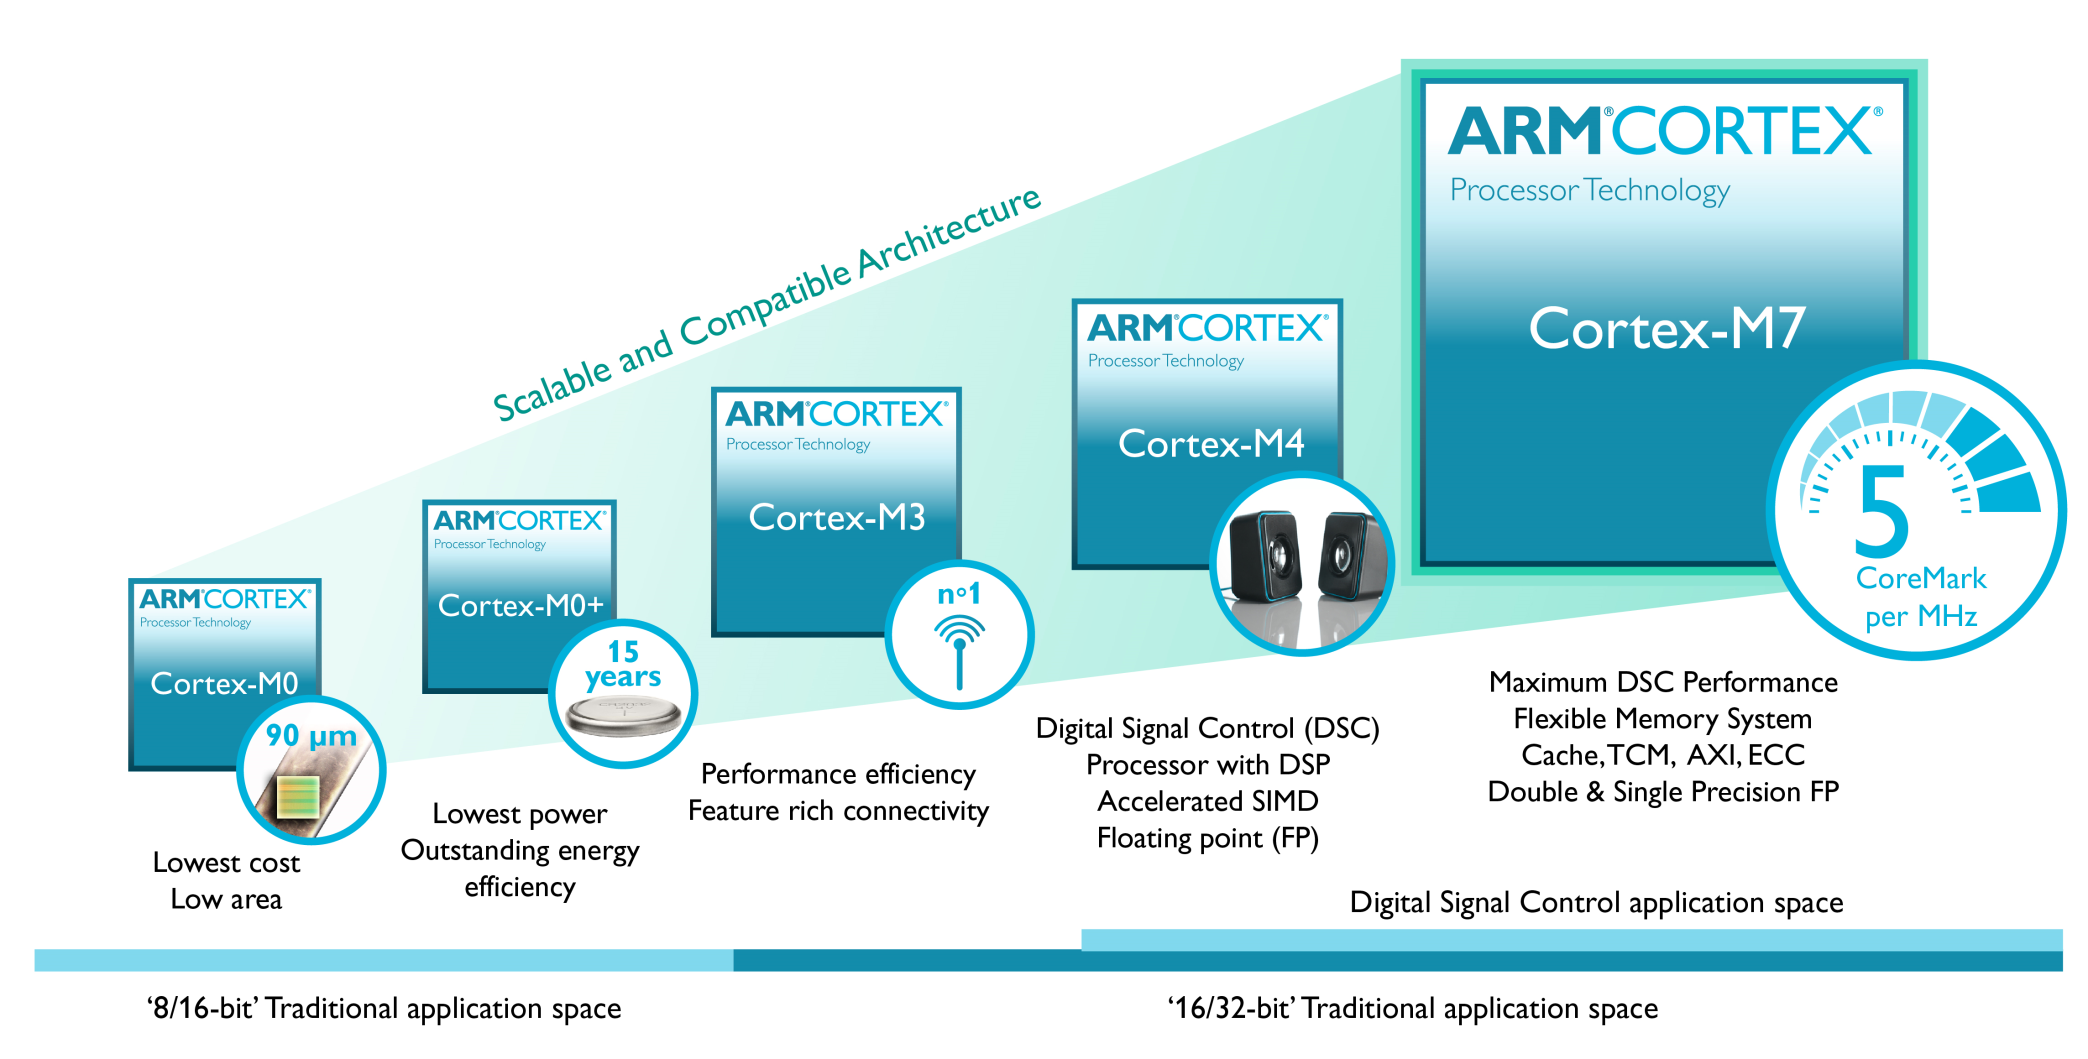 Scalable and Compatible Architecture
ARM®CORTEX®
Processor Technology
Cortex-M0
90 µm
Lowest cost
Low area
ARM®CORTEX®
Processor Technology
Cortex-M0+
15
years
Lowest power
Outstanding energy
efficiency
ARM®CORTEX®
Processor Technology
Cortex-M3
n°1
Performance efficiency
Feature rich connectivity
ARM®CORTEX®
Processor Technology
Cortex-M4
Digital Signal Control (DSC)
Processor with DSP
Accelerated SIMD
Floating point (FP)
ARM®CORTEX®
Processor Technology
Cortex-M7
5
CoreMark
per MHz
Maximum DSC Performance
Flexible Memory System
Cache, TCM, AXI, ECC
Double & Single Precision FP
Digital Signal Control application space
‘8/16-bit’ Traditional application space
‘16/32-bit’ Traditional application space